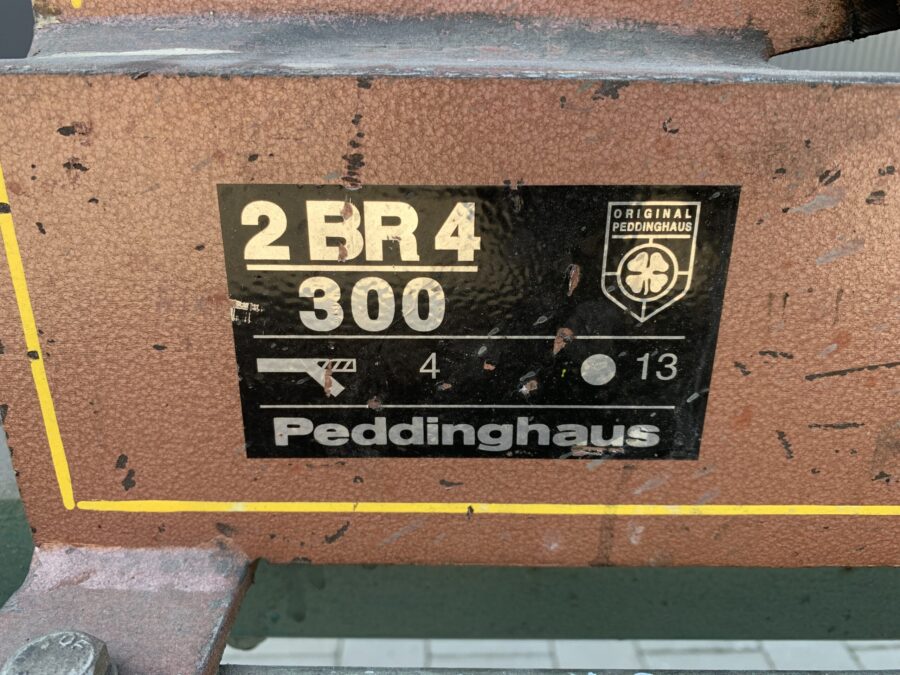 2 BR 4
300
ORIGINAL
PEDDINGHAUS
4
13
Peddinghaus